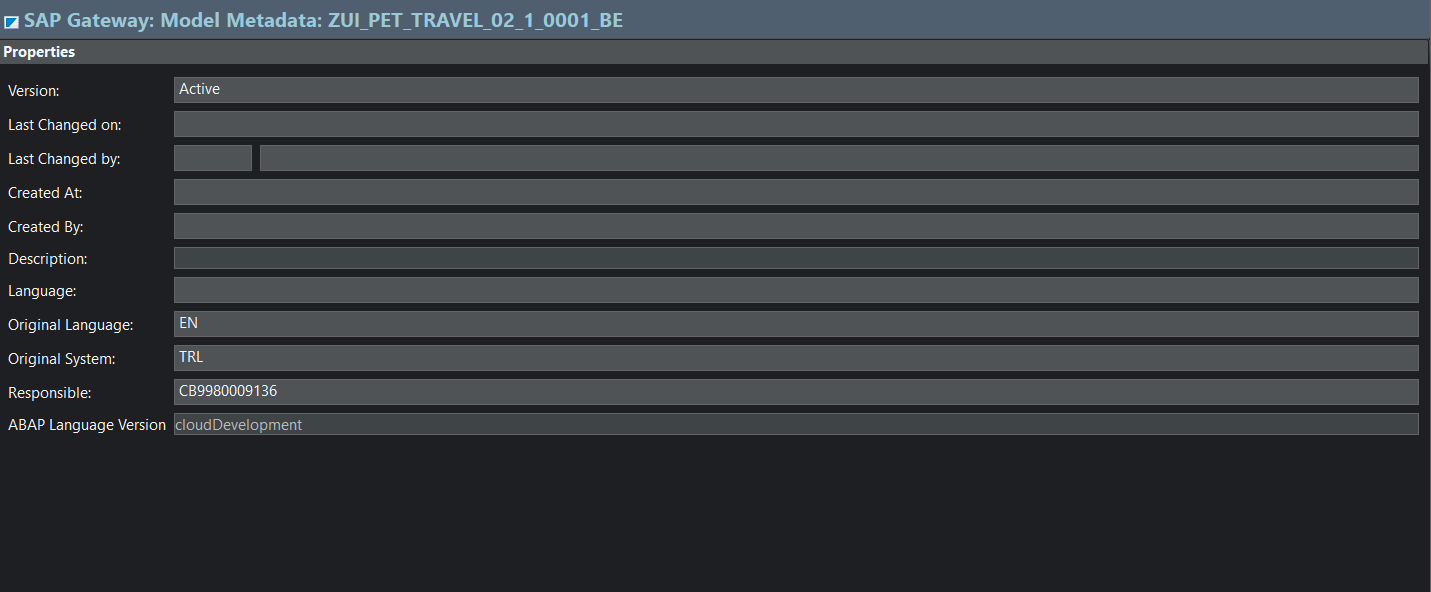 SAP Gateway: Model Metadata: ZUI_PET_TRAVEL_02_1_0001_BE
Properties
Version: Active
Last Changed on:
Last Changed by:
Created At:
Created By:
Description:
Language:
Original Language: EN
Original System: TRL
Responsible: CB9980009136
ABAP Language Version cloudDevelopment